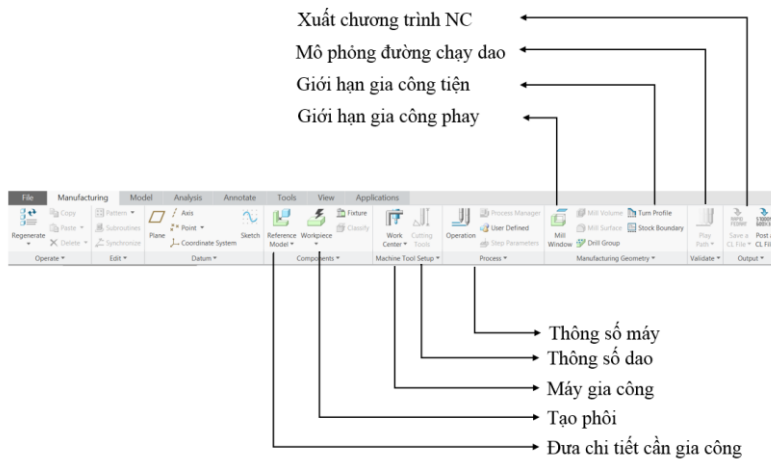 Xuất chương trình NC
Mô phỏng đường chạy dao
Giới hạn gia công tiện
Giới hạn gia công phay
File Manufacturing Model Analysis Annotate Tools View Applications
Regenerate
Copy
Paste
Delete
Operate
Pattern
Subroutines
Synchronize
Edit
Plane
Axis
Point
Coordinate System
Sketch
Datum
Reference Model
Workpiece
Fixture
Classify
Components
Work Center
Cutting Tools
Machine Tool Setup
Operation
Process Manager
User Defined
Step Parameters
Process
Mill Window
Mill Volume
Mill Surface
Drill Group
Turn Profile
Stock Boundary
Manufacturing Geometry
Play Path
Validate
Save a CL File
Post a CL Fil
Output
Thông số máy
Thông số dao
Máy gia công
Tạo phôi
Đưa chi tiết cần gia công